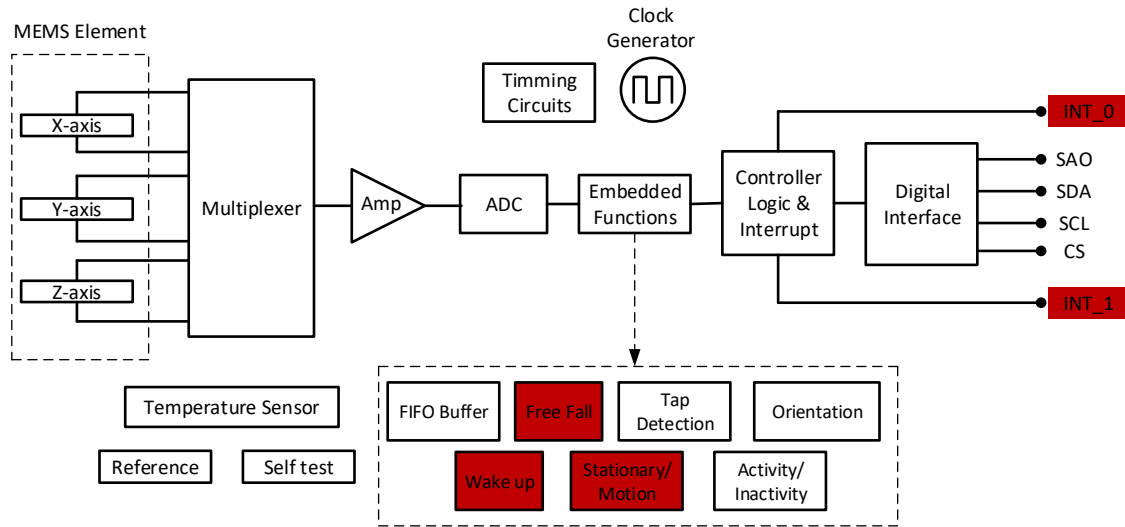 MEMS Element
Clock
Generator
Timming
Circuits
X-axis
Y-axis
Z-axis
Multiplexer
Amp
ADC
Embedded
Functions
Controller
Logic &
Interrupt
Digital
Interface
INT_0
SAO
SDA
SCL
CS
INT_1
Temperature Sensor
Reference
Self test
FIFO Buffer
Free Fall
Tap
Detection
Orientation
Wake up
Stationary/
Motion
Activity/
Inactivity